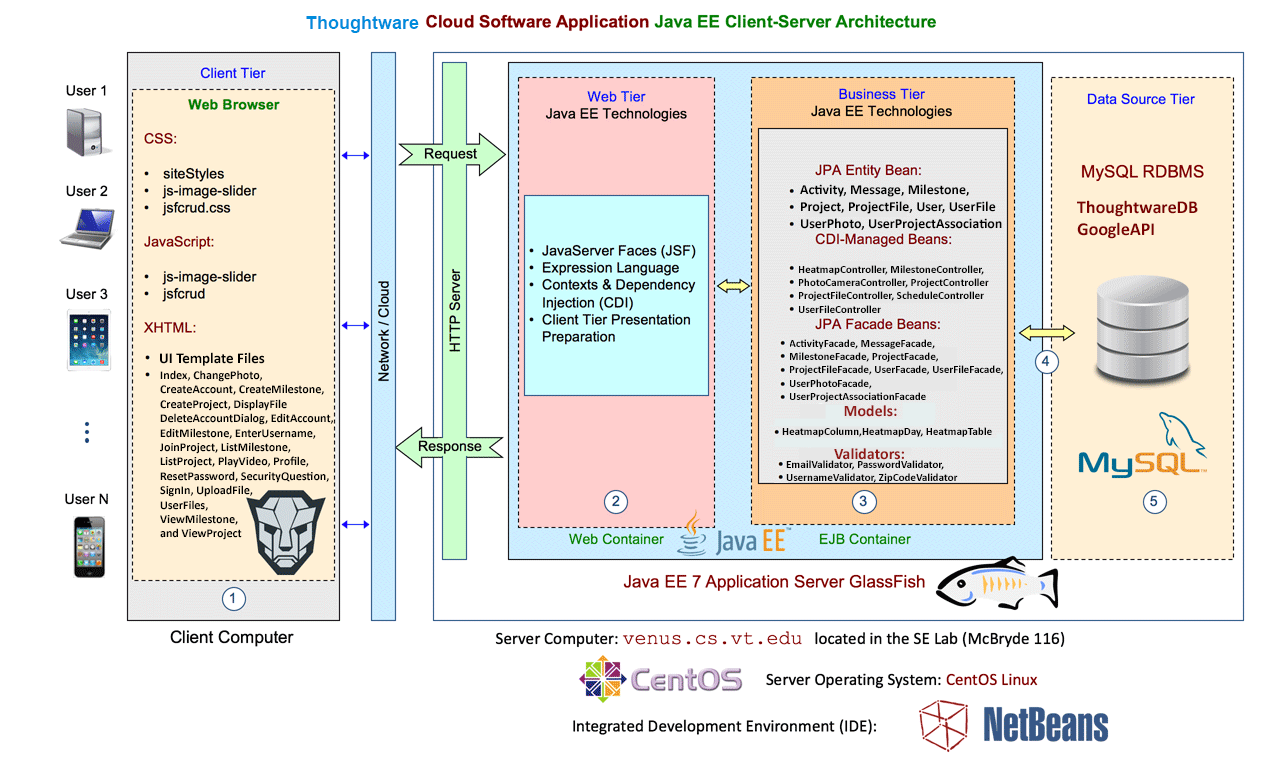 Thoughtware Cloud Software Application Java EE Client-Server Architecture
User 1
User 2
User 3
User N
Client Tier
Web Browser
CSS:
• siteStyles
• js-image-slider
• jsfcrud.css
JavaScript:
• js-image-slider
• jsfcrud
XHTML:
• UI Template Files
• Index, ChangePhoto,
CreateAccount, CreateMilestone,
CreateProject, DisplayFile
DeleteAccountDialog, EditAccount,
EditMilestone, EnterUsername,
JoinProject, ListMilestone,
ListProject, PlayVideo, Profile,
ResetPassword, SecurityQuestion,
SignIn, UploadFile,
UserFiles,
ViewMilestone,
and ViewProject
1
Client Computer
Network / Cloud
Request
HTTP Server
Response
Web Tier
Java EE Technologies
• JavaServer Faces (JSF)
• Expression Language
• Contexts & Dependency
Injection (CDI)
• Client Tier Presentation
Preparation
2
Web Container
Java EE™
Business Tier
Java EE Technologies
JPA Entity Bean:
• Activity, Message, Milestone,
• Project, ProjectFile, User, UserFile
• UserPhoto, UserProjectAssociation
CDI-Managed Beans:
• HeatmapController, MilestoneController,
• PhotoCameraController, ProjectController
• ProjectFileController, ScheduleController
• UserFileController
JPA Facade Beans:
• ActivityFacade, MessageFacade,
• MilestoneFacade, ProjectFacade,
• ProjectFileFacade, UserFacade, UserFileFacade,
• UserPhotoFacade,
• UserProjectAssociationFacade
Models:
• HeatmapColumn,HeatmapDay, HeatmapTable
Validators:
• EmailValidator, PasswordValidator,
• UsernameValidator, ZipCodeValidator
3
EJB Container
4
Data Source Tier
MySQL RDBMS
ThoughtwareDB
GoogleAPI
MySQL™
5
Java EE 7 Application Server GlassFish
Server Computer: venus.cs.vt.edu located in the SE Lab (McBryde 116)
CentOS Server Operating System: CentOS Linux
Integrated Development Environment (IDE): NetBeans